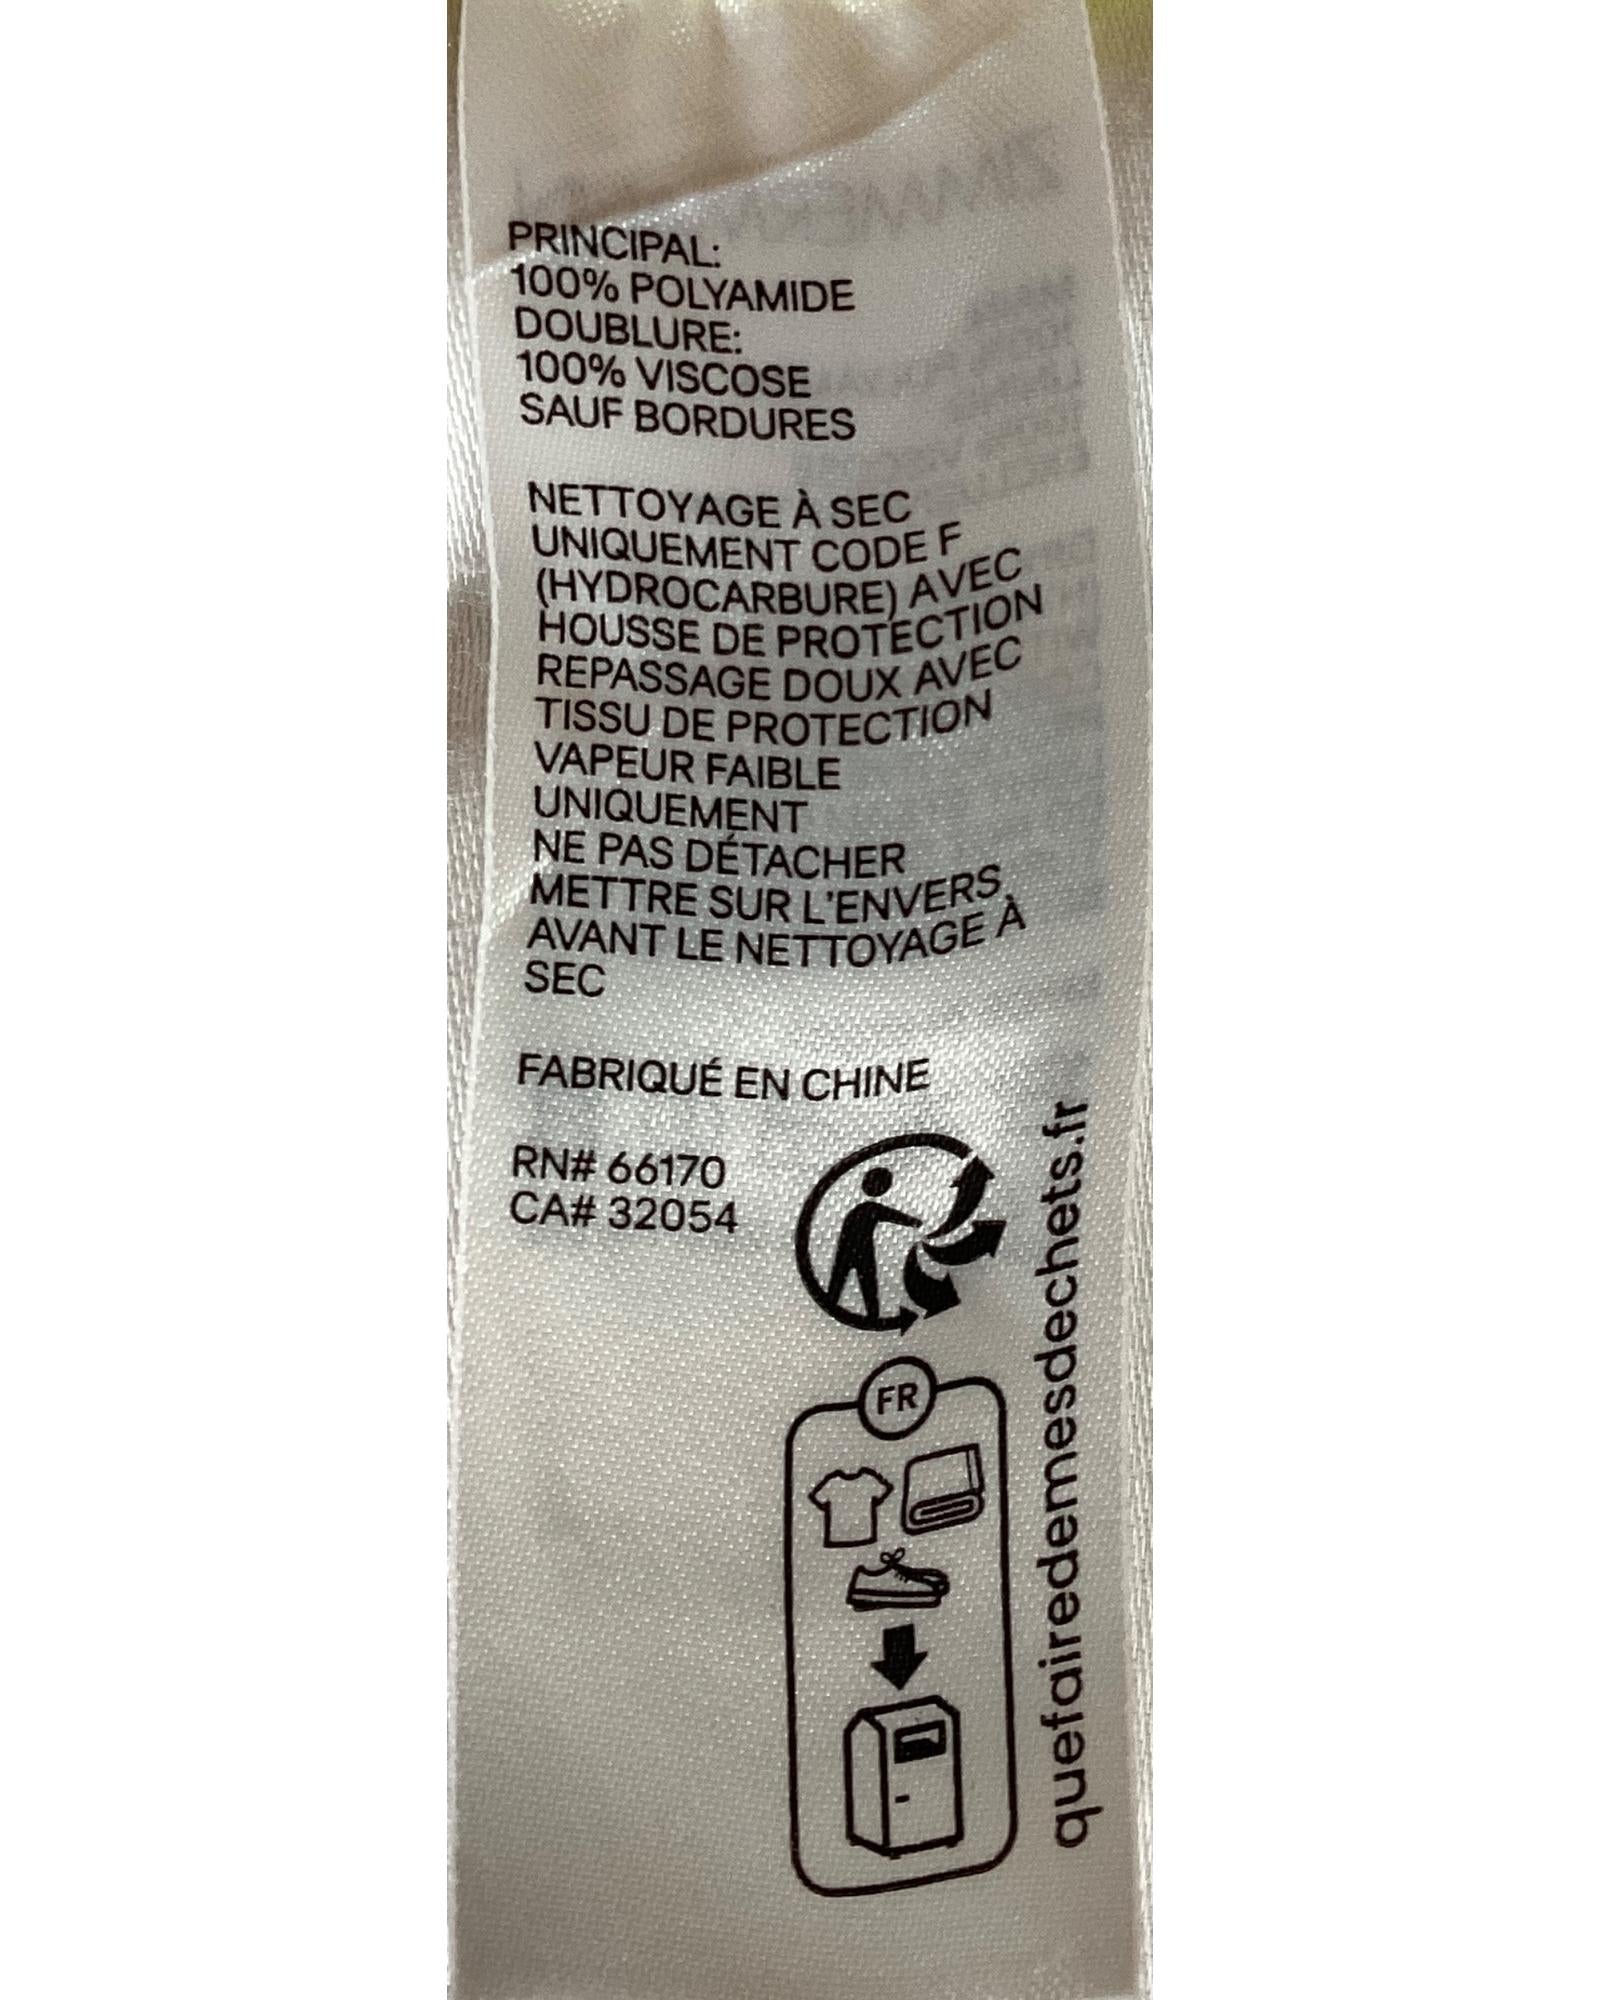 PRINCIPAL:
100% POLYAMIDE
DOUBLURE:
100% VISCOSE
SAUF BORDURES
NETTOYAGE À SEC
UNIQUEMENT CODE F
(HYDROCARBURE) AVEC
HOUSSE DE PROTECTION
REPASSAGE DOUX AVEC
TISSU DE PROTECTION
VAPEUR FAIBLE
UNIQUEMENT
NE PAS DÉTACHER
METTRE SUR L'ENVERS
AVANT LE NETTOYAGE À
SEC
FABRIQUÉ EN CHINE
RN# 66170
CA# 32054
FR
quefairedemesdechets.fr